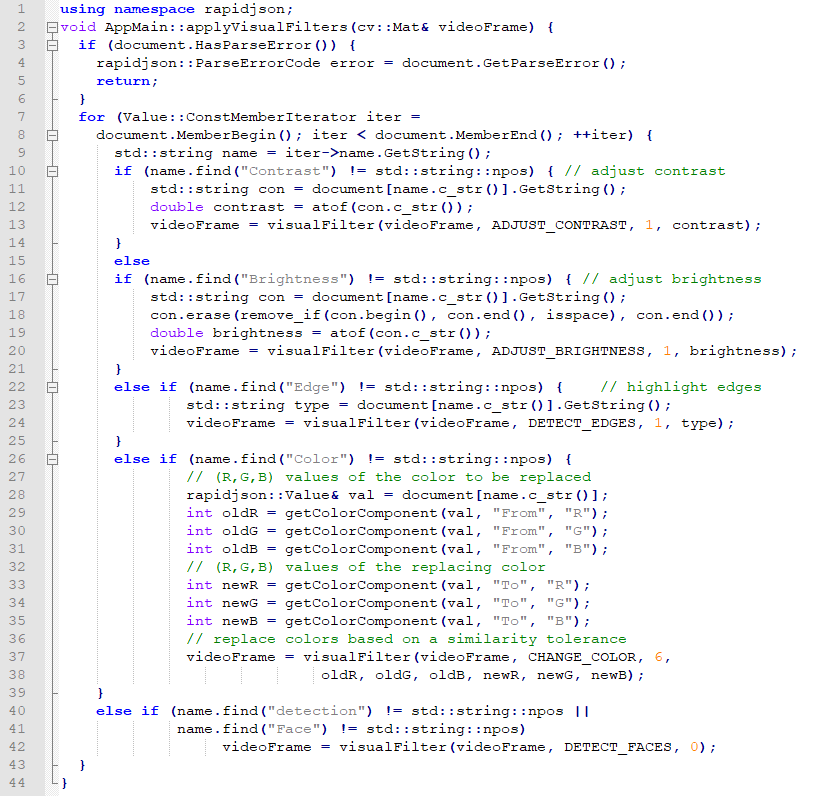 1 using namespace rapidjson;
2 void AppMain::applyVisualFilters(cv::Mat& videoFrame) {
3 if (document.HasParseError()) {
4 rapidjson::ParseErrorCode error = document.GetParseError();
5 return;
6 }
7 for (Value::ConstMemberIterator iter =
8 document.MemberBegin(); iter < document.MemberEnd(); ++iter) {
9 std::string name = iter->name.GetString();
10 if (name.find("Contrast") != std::string::npos) { // adjust contrast
11 std::string con = document[name.c_str()].GetString();
12 double contrast = atof(con.c_str());
13 videoFrame = visualFilter(videoFrame, ADJUST_CONTRAST, 1, contrast);
14 }
15 else
16 if (name.find("Brightness") != std::string::npos) { // adjust brightness
17 std::string con = document[name.c_str()].GetString();
18 con.erase(remove_if(con.begin(), con.end(), isspace), con.end());
19 double brightness = atof(con.c_str());
20 videoFrame = visualFilter(videoFrame, ADJUST_BRIGHTNESS, 1, brightness);
21 }
22 else if (name.find("Edge") != std::string::npos) { // highlight edges
23 std::string type = document[name.c_str()].GetString();
24 videoFrame = visualFilter(videoFrame, DETECT_EDGES, 1, type);
25 }
26 else if (name.find("Color") != std::string::npos) {
27 // (R,G,B) values of the color to be replaced
28 rapidjson::Value& val = document[name.c_str()];
29 int oldR = getColorComponent(val, "From", "R");
30 int oldG = getColorComponent(val, "From", "G");
31 int oldB = getColorComponent(val, "From", "B");
32 // (R,G,B) values of the replacing color
33 int newR = getColorComponent(val, "To", "R");
34 int newG = getColorComponent(val, "To", "G");
35 int newB = getColorComponent(val, "To", "B");
36 // replace colors based on a similarity tolerance
37 videoFrame = visualFilter(videoFrame, CHANGE_COLOR, 6,
38 oldR, oldG, oldB, newR, newG, newB);
39 }
40 else if (name.find("detection") != std::string::npos ||
41 name.find("Face") != std::string::npos)
42 videoFrame = visualFilter(videoFrame, DETECT_FACES, 0);
43 }
44 }